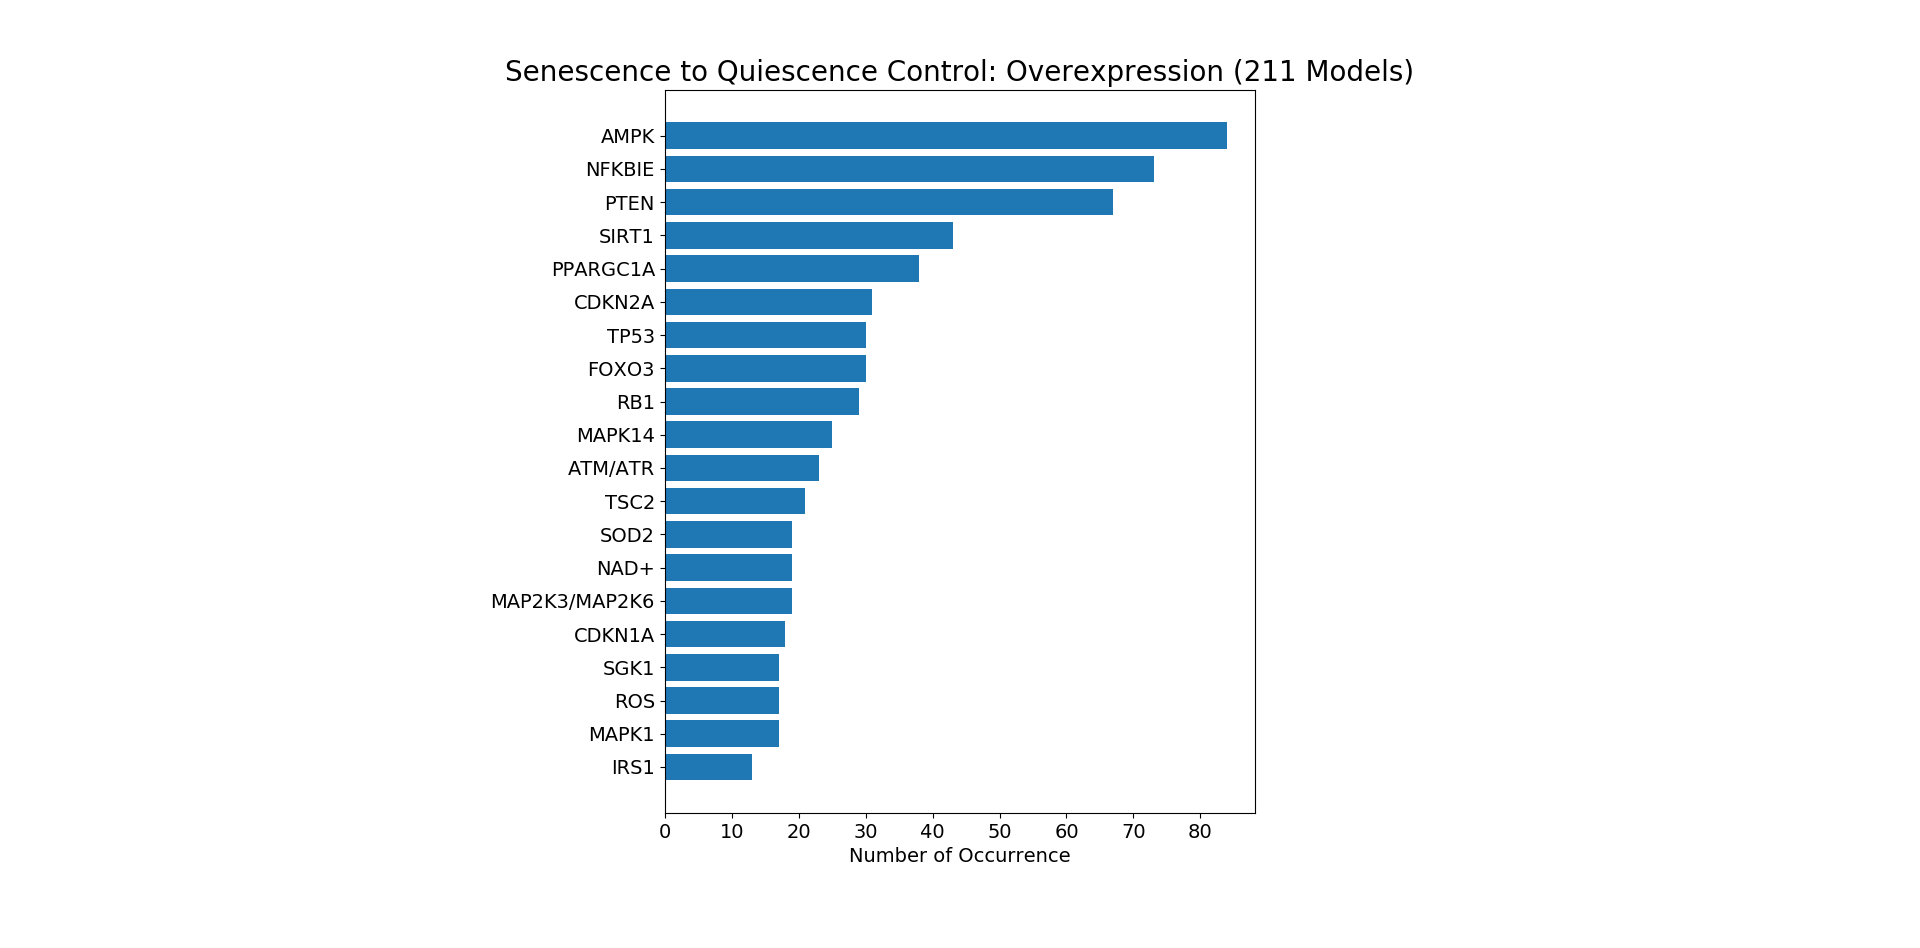 Senescence to Quiescence Control: Overexpression (211 Models)
AMPK
NFKBIE
PTEN
SIRT1
PPARGC1A
CDKN2A
TP53
FOXO3
RB1
MAPK14
ATM/ATR
TSC2
SOD2
NAD+
MAP2K3/MAP2K6
CDKN1A
SGK1
ROS
MAPK1
IRS1
0 10 20 30 40 50 60 70 80
Number of Occurrence